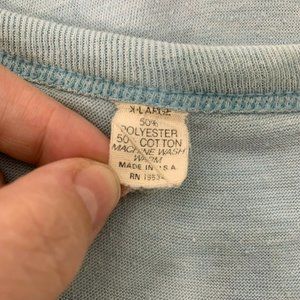 X-LARGE
50%
POLYESTER
50 COTTON
MACHINE WASH
WARM
MADE IN U.S.A.